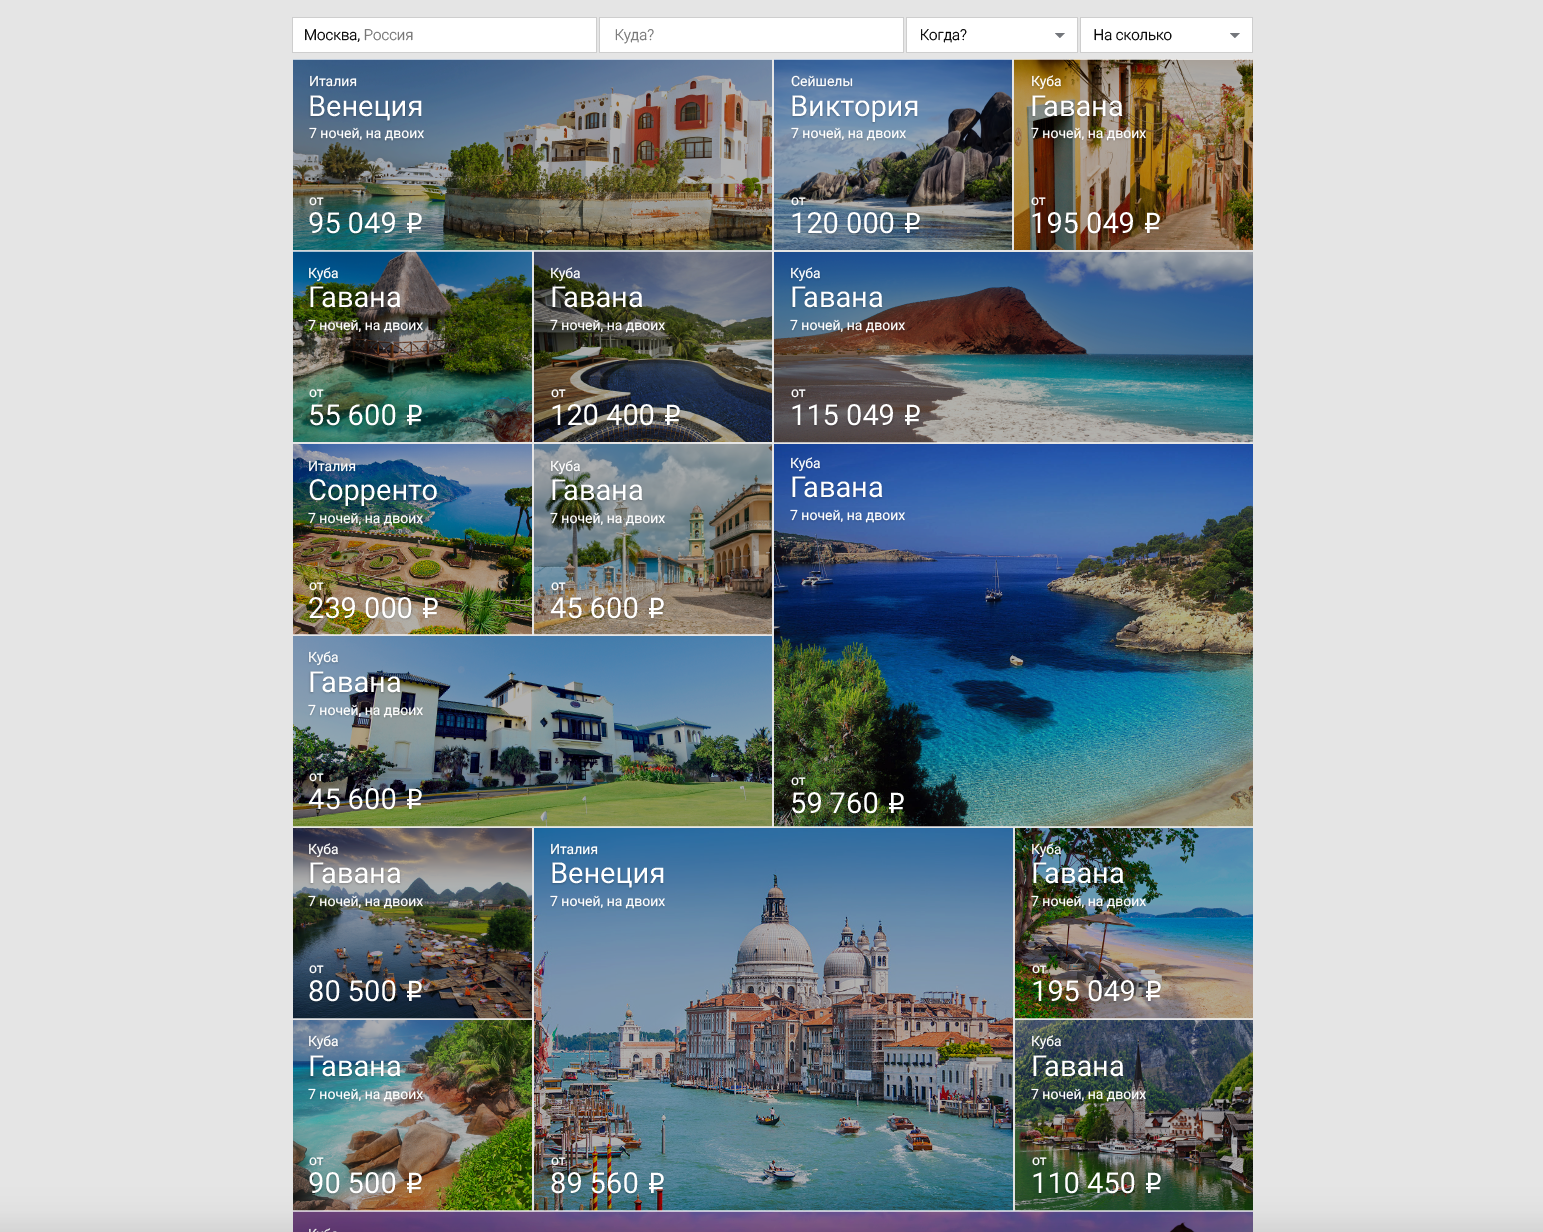 Москва, Россия
Куда?
Когда?
На сколько
Италия
Венеция
7 ночей, на двоих
от
95 049 ₽
Сейшелы
Виктория
7 ночей, на двоих
от
120 000 ₽
Куба
Гавана
7 ночей, на двоих
от
195 049 ₽
Куба
Гавана
7 ночей, на двоих
от
55 600 ₽
Куба
Гавана
7 ночей, на двоих
от
120 400 ₽
Куба
Гавана
7 ночей, на двоих
от
115 049 ₽
Италия
Сорренто
7 ночей, на двоих
от
239 000 ₽
Куба
Гавана
7 ночей, на двоих
от
45 600 ₽
Куба
Гавана
7 ночей, на двоих
от
59 760 ₽
Куба
Гавана
7 ночей, на двоих
от
45 600 ₽
Куба
Гавана
7 ночей, на двоих
от
80 500 ₽
Италия
Венеция
7 ночей, на двоих
от
89 560 ₽
Куба
Гавана
7 ночей, на двоих
от
195 049 ₽
Куба
Гавана
7 ночей, на двоих
от
90 500 ₽
Куба
Гавана
7 ночей, на двоих
от
110 450 ₽